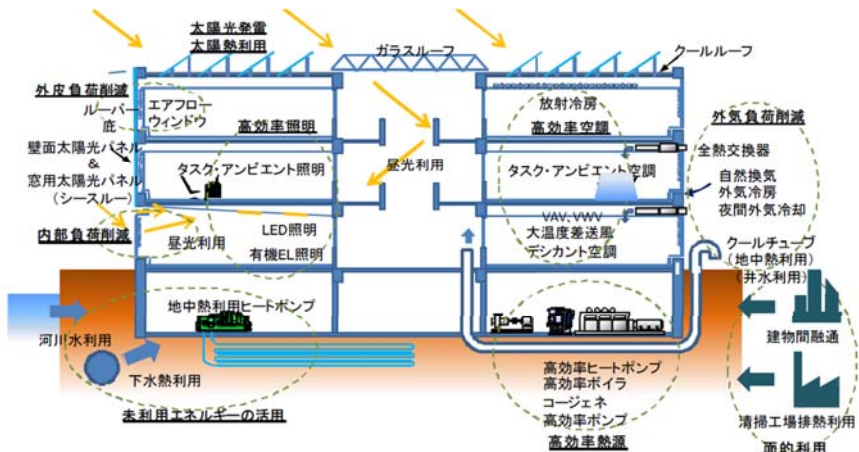 太陽光発電
太陽熱利用
ガラスルーフ
クールルーフ
外皮負荷削減
ルーバー
庇
エアフロー
ウィンドウ
高効率照明
放射冷房
高効率空調
外気負荷削減
壁面太陽光パネル
&
窓用太陽光パネル
(シースルー)
タスク・アンビエント照明
昼光利用
タスク・アンビエント空調
全熱交換器
自然換気
外気冷房
夜間外気冷却
内部負荷削減
昼光利用
LED照明
有機EL照明
VAV、VWV
大温度差送風
デシカント空調
クールチューブ
(地中熱利用)
(井水利用)
地中熱利用ヒートポンプ
河川水利用
下水熱利用
未利用エネルギーの活用
高効率ヒートポンプ
高効率ボイラ
コージェネ
高効率ポンプ
高効率熱源
建物間融通
清掃工場排熱利用
面的利用